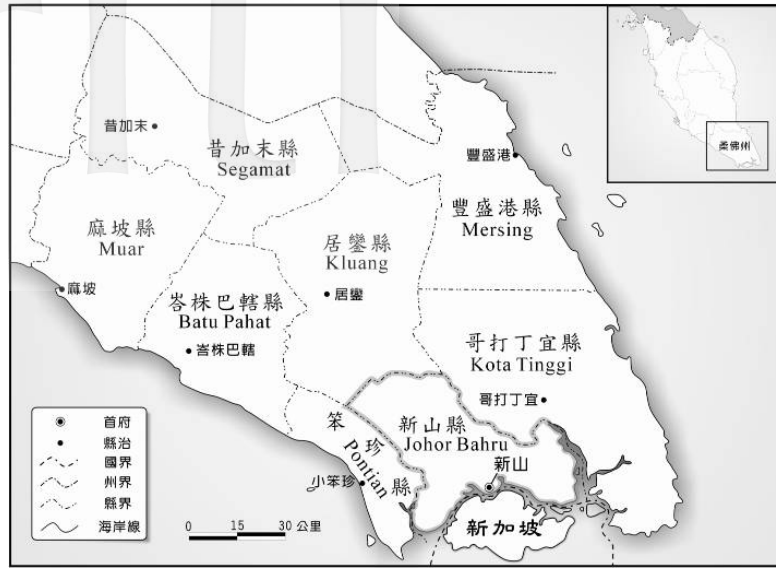 柔佛州
昔加末
昔加末縣
Segamat
豐盛港
豐盛港縣
Mersing
麻坡縣
Muar
麻坡
居鑾縣
Kluang
居鑾
峇株巴轄縣
Batu Pahat
峇株巴轄
哥打丁宜縣
Kota Tinggi
哥打丁宜
笨珍縣
Pontian
小笨珍
新山縣
Johor Bahru
新山
新加坡
首府
縣治
國界
州界
縣界
海岸線
0 15 30 公里